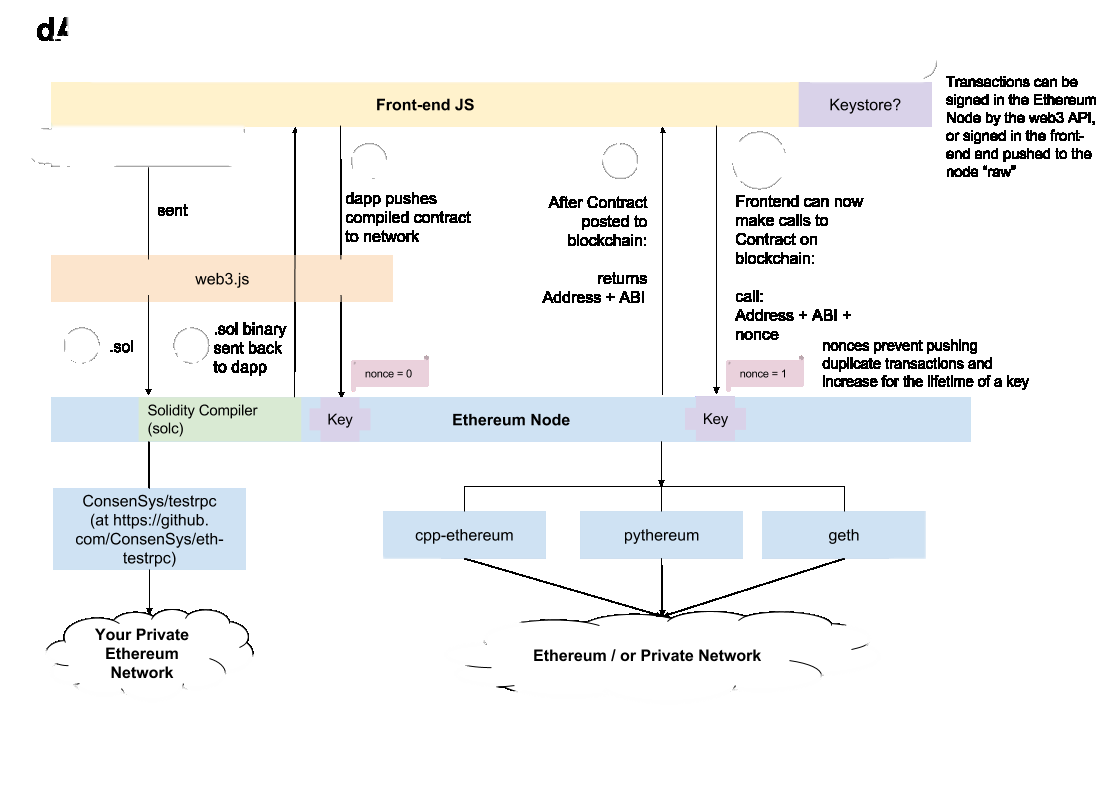 Front-end JS
Keystore?
Transactions can be
signed in the Ethereum
Node by the web3 API,
or signed in the front-
end and pushed to the
node "raw"
sent
dapp pushes
compiled contract
to network
After Contract
posted to
blockchain:
returns
Address + ABI
Frontend can now
make calls to
Contract on
blockchain:
call:
Address + ABI +
nonce
web3.js
.sol
.sol binary
sent back
to dapp
nonce = 0
nonce = 1
nonces prevent pushing
duplicate transactions and
increase for the lifetime of a key
Solidity Compiler
(solc)
Key
Ethereum Node
Key
ConsenSys/testrpc
(at https://github.
com/ConsenSys/eth-
testrpc)
cpp-ethereum
pythereum
geth
Your Private
Ethereum
Network
Ethereum / or Private Network